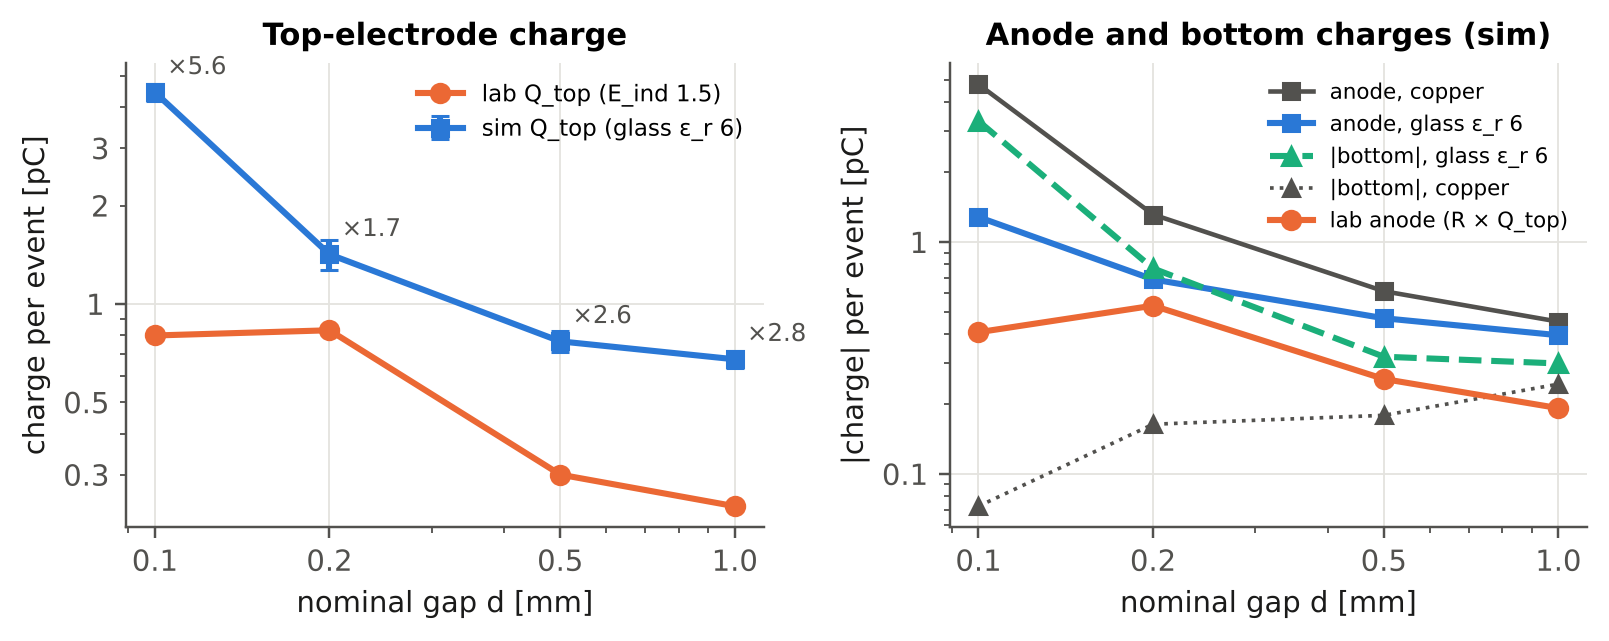 Top-electrode charge
charge per event [pC]
3
2
1
0.5
0.3
×5.6
×1.7
×2.6
×2.8
lab Q_top (E_ind 1.5)
sim Q_top (glass ε_r 6)
0.1
0.2
0.5
1.0
nominal gap d [mm]
Anode and bottom charges (sim)
|charge| per event [pC]
1
0.1
anode, copper
anode, glass ε_r 6
|bottom|, glass ε_r 6
|bottom|, copper
lab anode (R × Q_top)
0.1
0.2
0.5
1.0
nominal gap d [mm]